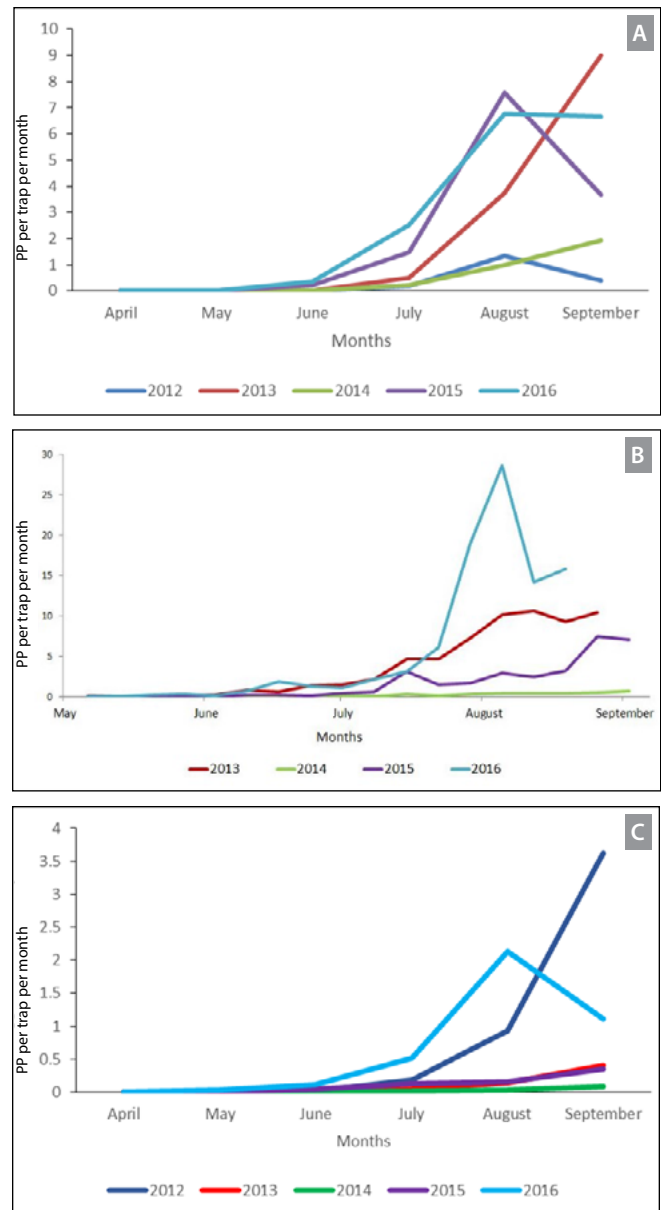 A
10
9
8
7
6
5
4
3
2
1
0
PP per trap per month
April May June July August September
Months
2012 2013 2014 2015 2016
B
30
25
20
15
10
5
0
PP per trap per month
May June July August September
Months
2013 2014 2015 2016
C
4
3.5
3
2.5
2
1.5
1
0.5
0
PP per trap per month
April May June July August September
Months
2012 2013 2014 2015 2016